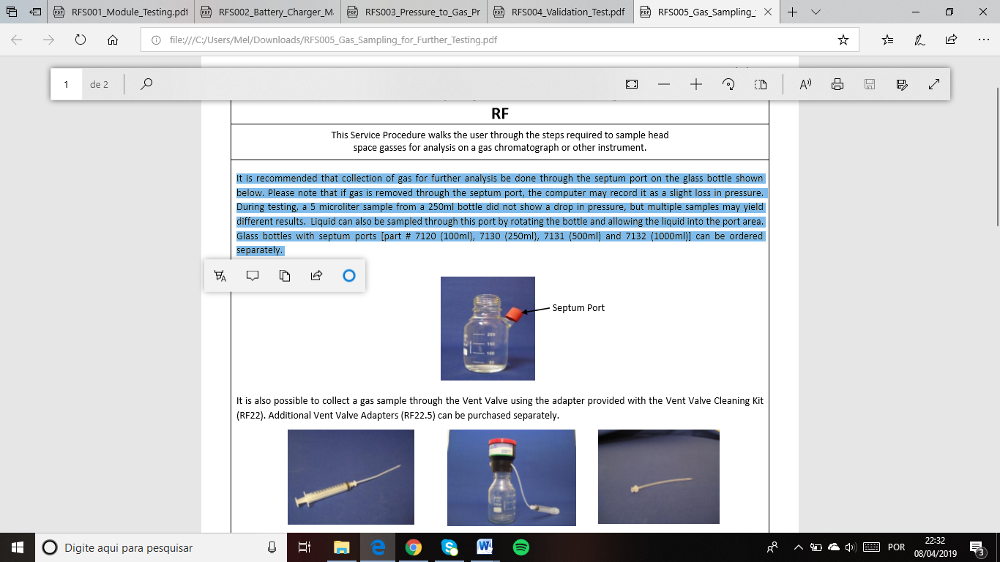 RFS001_Module_Testing.pdf
RFS002_Battery_Charger_M
RFS003_Pressure_to_Gas_Pr
RFS004_Validation_Test.pdf
RFS005_Gas_Sampling_
file:///C:/Users/Mel/Downloads/RFS005_Gas_Sampling_for_Further_Testing.pdf
1 de 2
RF
This Service Procedure walks the user through the steps required to sample head
space gasses for analysis on a gas chromatograph or other instrument.
It is recommended that collection of gas for further analysis be done through the septum port on the glass bottle shown
below. Please note that if gas is removed through the septum port, the computer may record it as a slight loss in pressure.
During testing, a 5 microliter sample from a 250ml bottle did not show a drop in pressure, but multiple samples may yield
different results. Liquid can also be sampled through this port by rotating the bottle and allowing the liquid into the port area.
Glass bottles with septum ports [part # 7120 (100ml), 7130 (250ml), 7131 (500ml) and 7132 (1000ml)] can be ordered
separately.
Septum Port
200
150
100
50
It is also possible to collect a gas sample through the Vent Valve using the adapter provided with the Vent Valve Cleaning Kit
(RF22). Additional Vent Valve Adapters (RF22.5) can be purchased separately.
Digite aqui para pesquisar
POR
22:32
08/04/2019
3